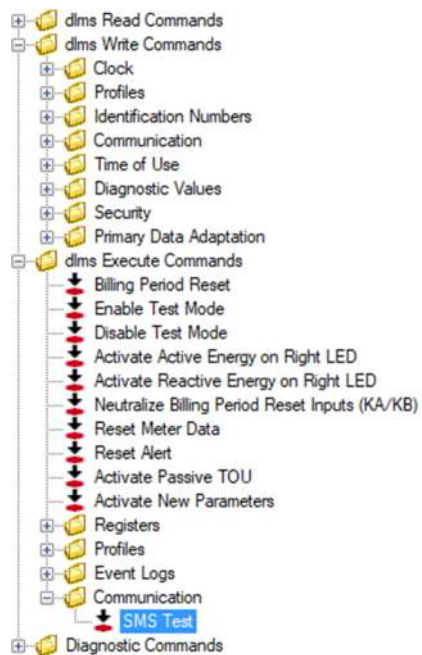 dlms Read Commands
dlms Write Commands
Clock
Profiles
Identification Numbers
Communication
Time of Use
Diagnostic Values
Security
Primary Data Adaptation
dlms Execute Commands
Billing Period Reset
Enable Test Mode
Disable Test Mode
Activate Active Energy on Right LED
Activate Reactive Energy on Right LED
Neutralize Billing Period Reset Inputs (KA/KB)
Reset Meter Data
Reset Alert
Activate Passive TOU
Activate New Parameters
Registers
Profiles
Event Logs
Communication
SMS Test
Diagnostic Commands